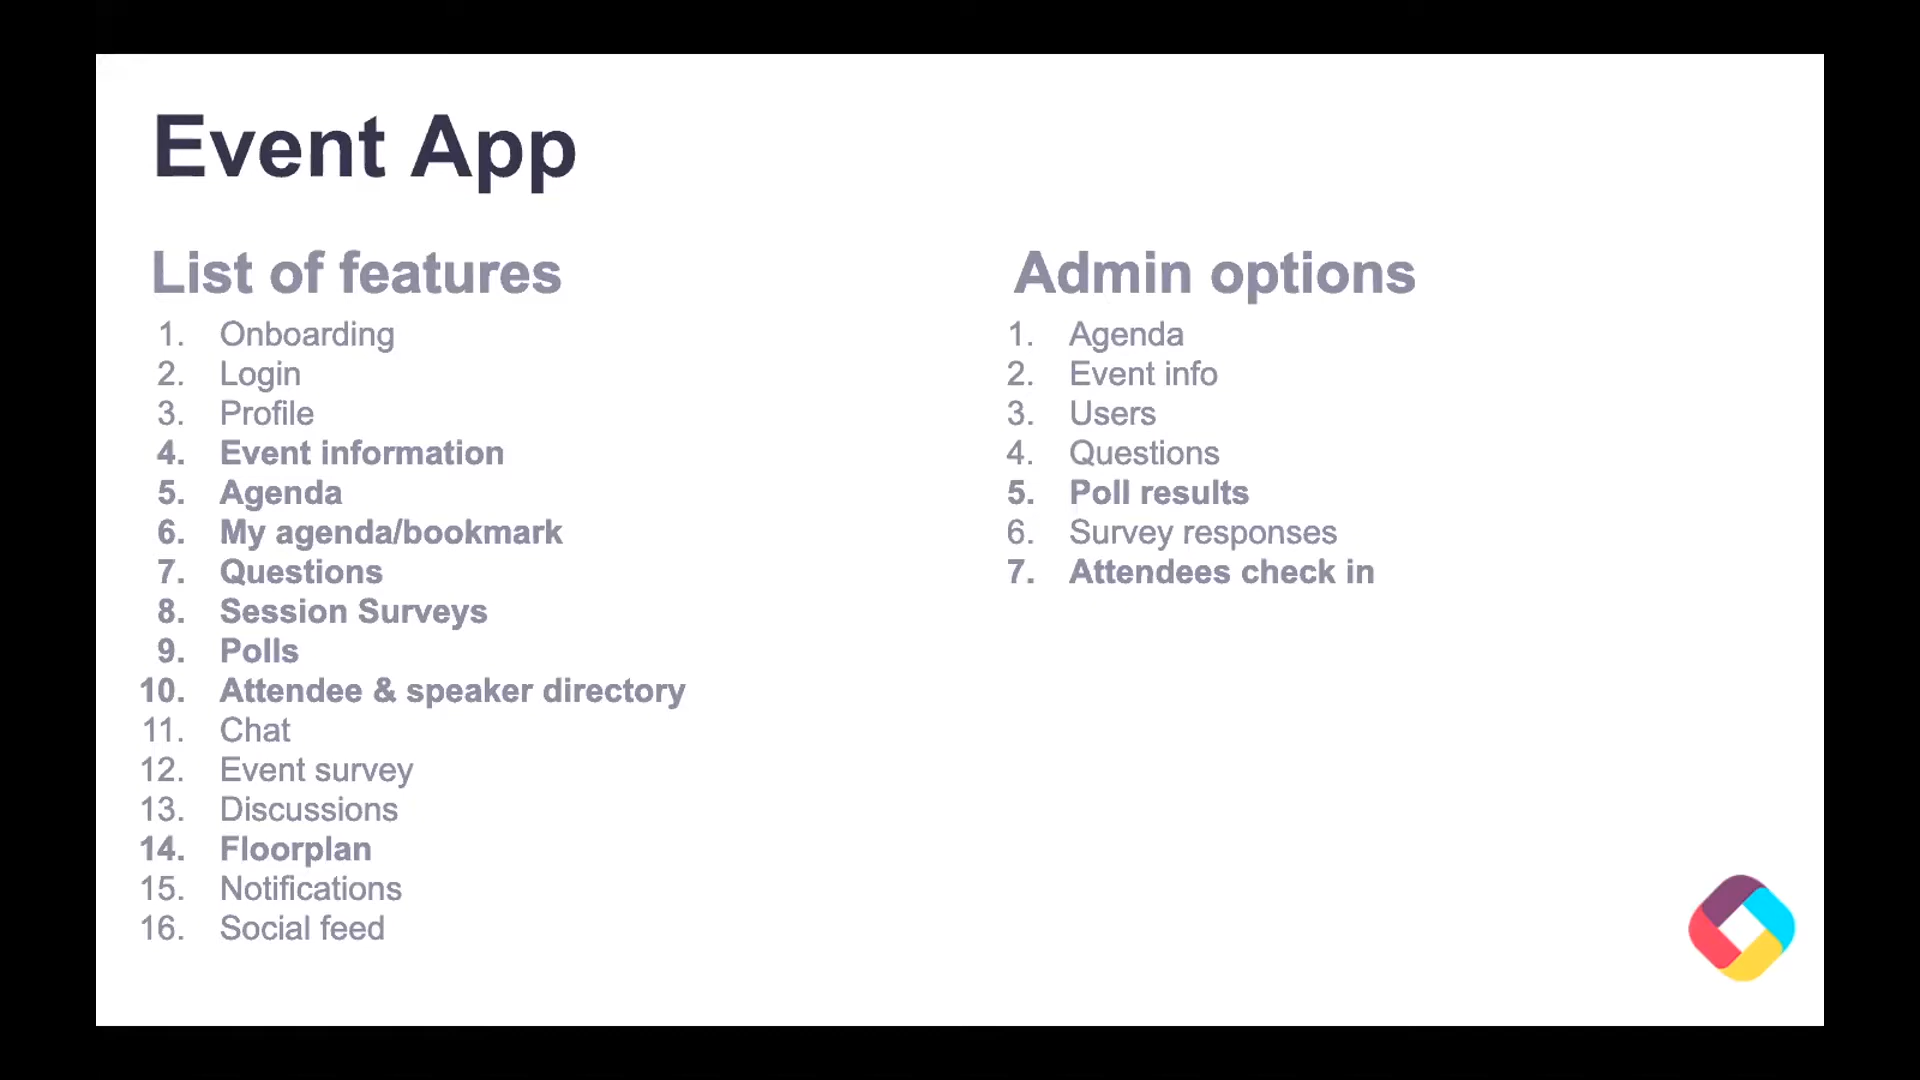 Event App
List of features
1. Onboarding
2. Login
3. Profile
4. Event information
5. Agenda
6. My agenda/bookmark
7. Questions
8. Session Surveys
9. Polls
10. Attendee & speaker directory
11. Chat
12. Event survey
13. Discussions
14. Floorplan
15. Notifications
16. Social feed
Admin options
1. Agenda
2. Event info
3. Users
4. Questions
5. Poll results
6. Survey responses
7. Attendees check in